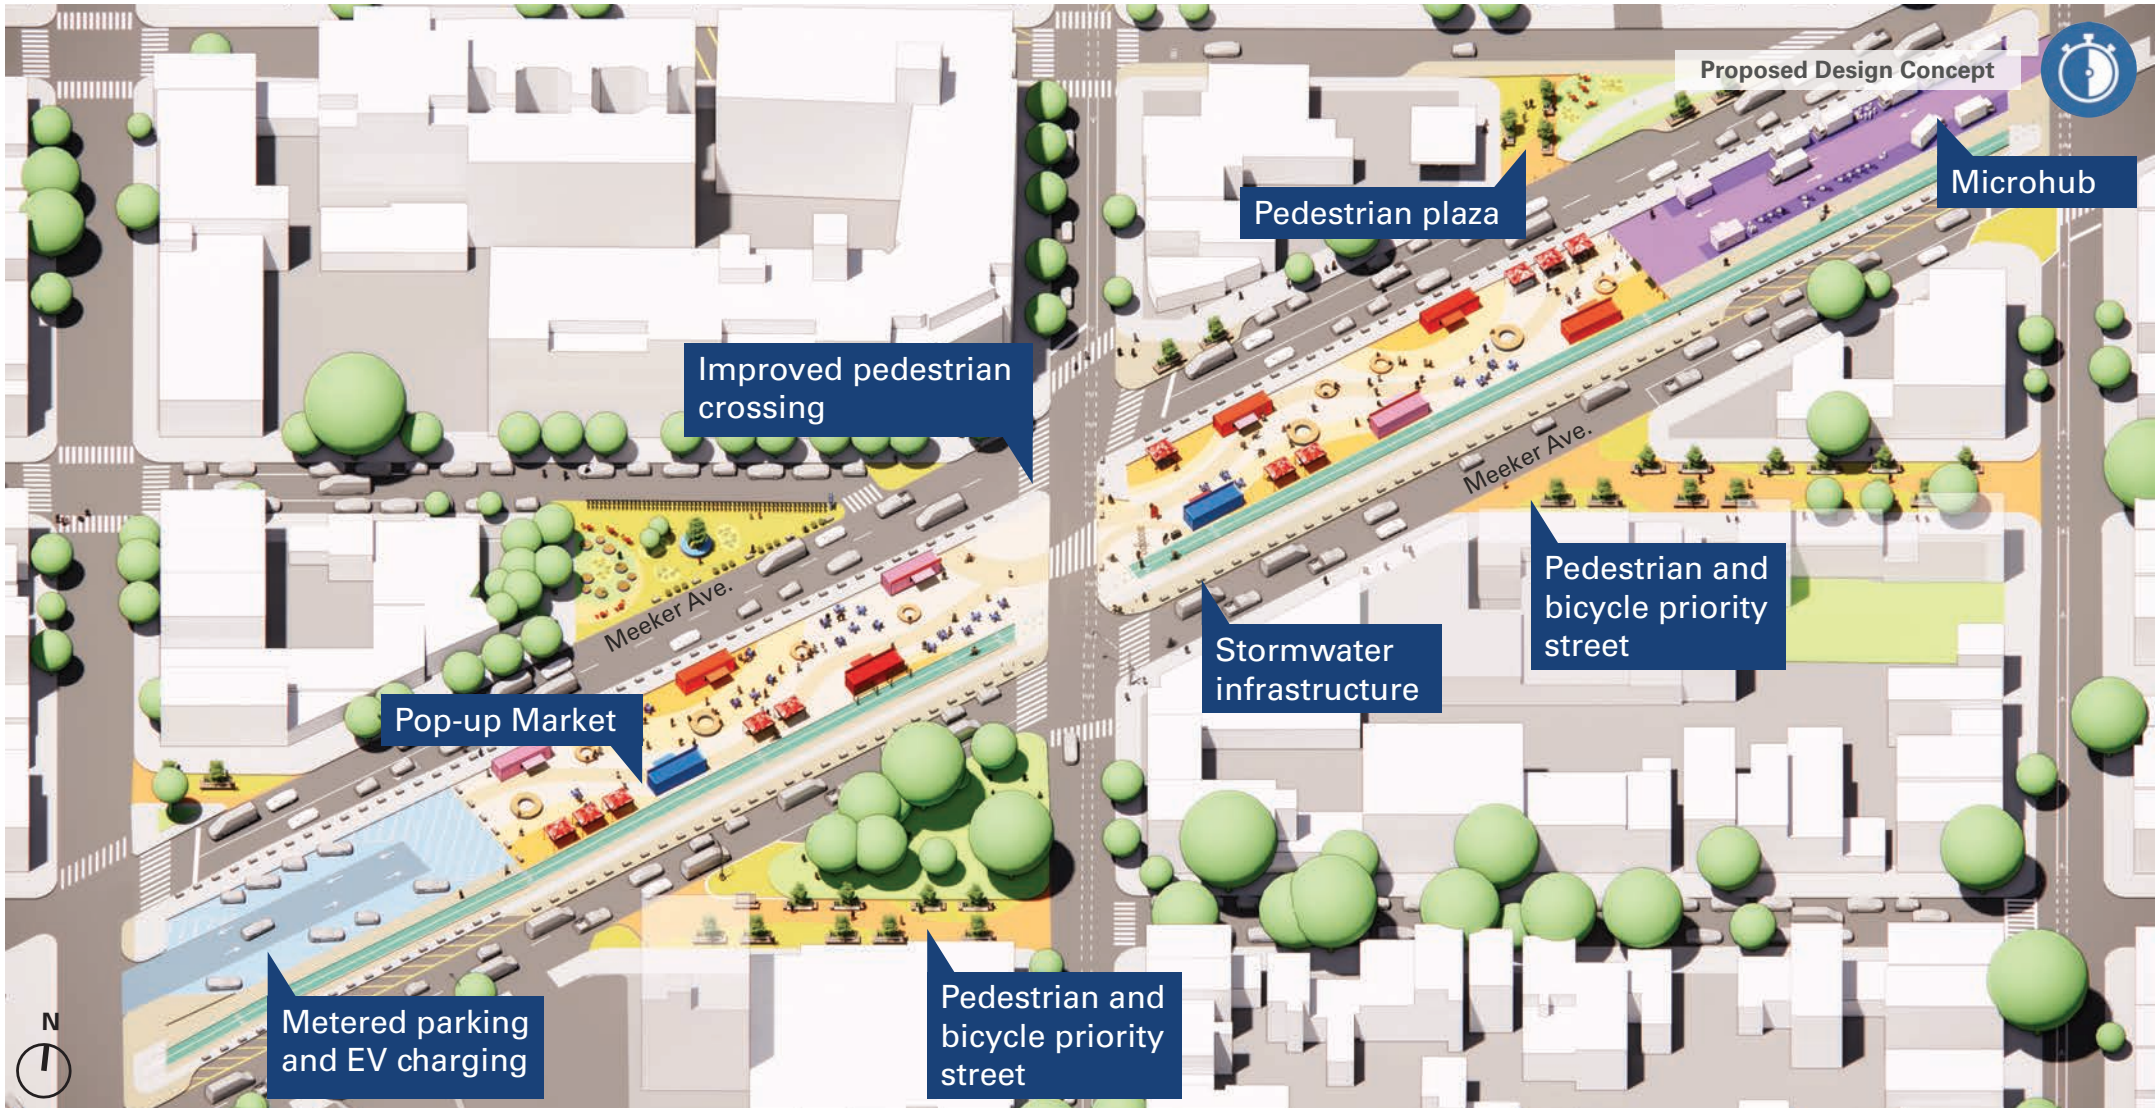 Proposed Design Concept
Microhub
Pedestrian plaza
Improved pedestrian
crossing
Meeker Ave.
Pedestrian and
bicycle priority
street
Meeker Ave.
Stormwater
infrastructure
Pop-up Market
Metered parking
and EV charging
Pedestrian and
bicycle priority
street
N